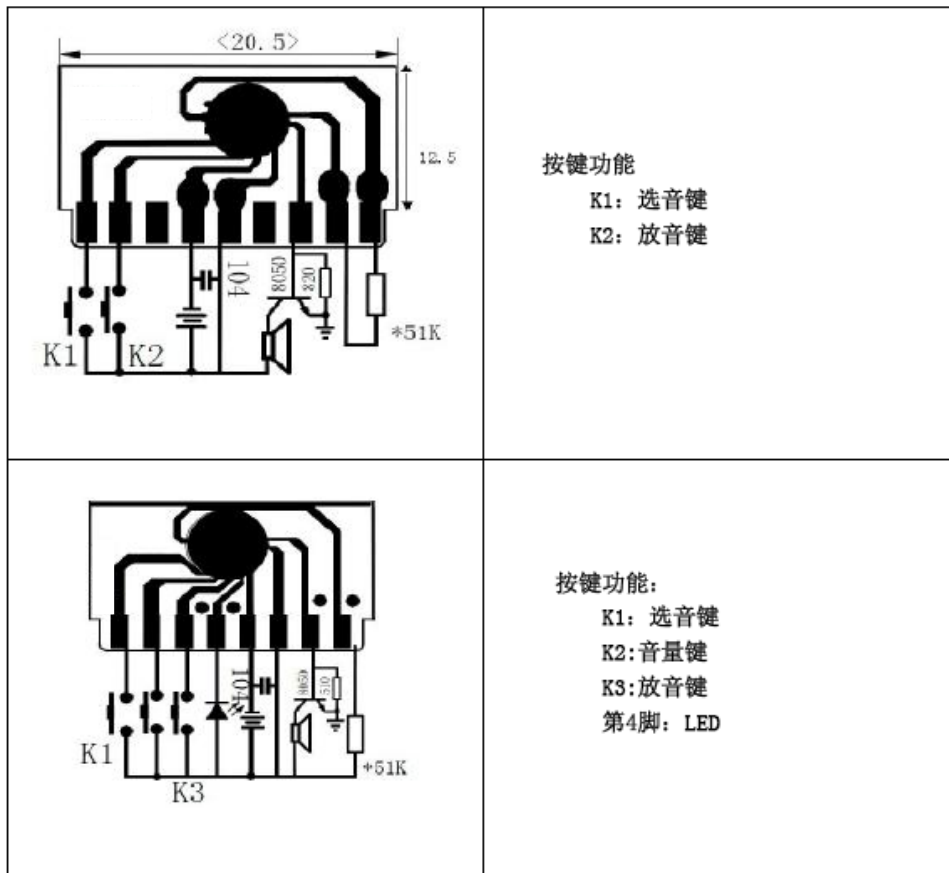 <20.5>
12.5
按键功能
K1: 选音键
K2: 放音键
104
8050
820
*51K
K1
K2
按键功能:
K1: 选音键
K2:音量键
K3:放音键
第4脚: LED
104
8050
510
K1
K3
*51K